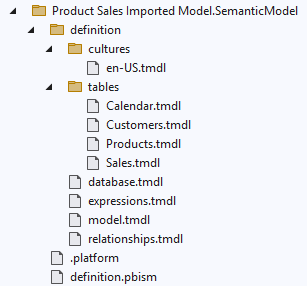 Product Sales Imported Model.SemanticModel
definition
cultures
en-US.tmdl
tables
Calendar.tmdl
Customers.tmdl
Products.tmdl
Sales.tmdl
database.tmdl
expressions.tmdl
model.tmdl
relationships.tmdl
.platform
definition.pbism